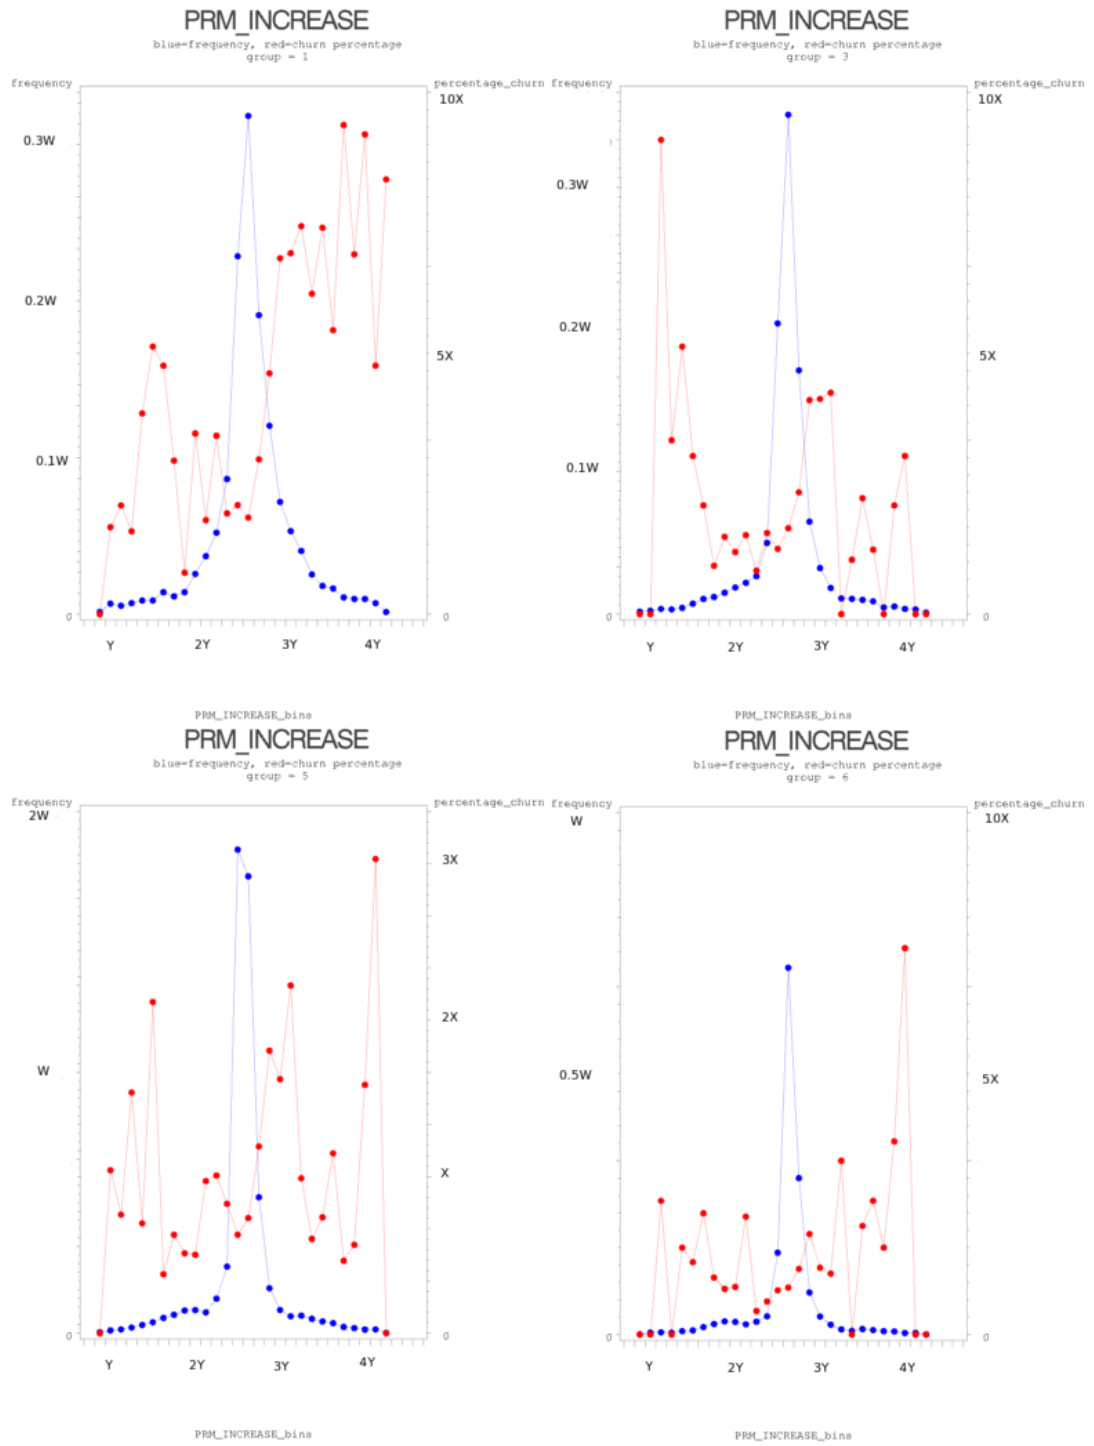 PRM_INCREASE
blue=frequency, red=churn percentage
group = 1
frequency
percentage_churn
10X
0.3W
0.2W
5X
0.1W
0
0
Y 2Y 3Y 4Y
PRM_INCREASE_bins
PRM_INCREASE
blue=frequency, red=churn percentage
group = 3
frequency
percentage_churn
10X
0.3W
0.2W
5X
0.1W
0
0
Y 2Y 3Y 4Y
PRM_INCREASE_bins
PRM_INCREASE
blue=frequency, red=churn percentage
group = 5
frequency
percentage_churn
2W
3X
2X
W
X
0
0
Y 2Y 3Y 4Y
PRM_INCREASE_bins
PRM_INCREASE
blue=frequency, red=churn percentage
group = 6
frequency
percentage_churn
W
10X
0.5W
5X
0
0
Y 2Y 3Y 4Y
PRM_INCREASE_bins